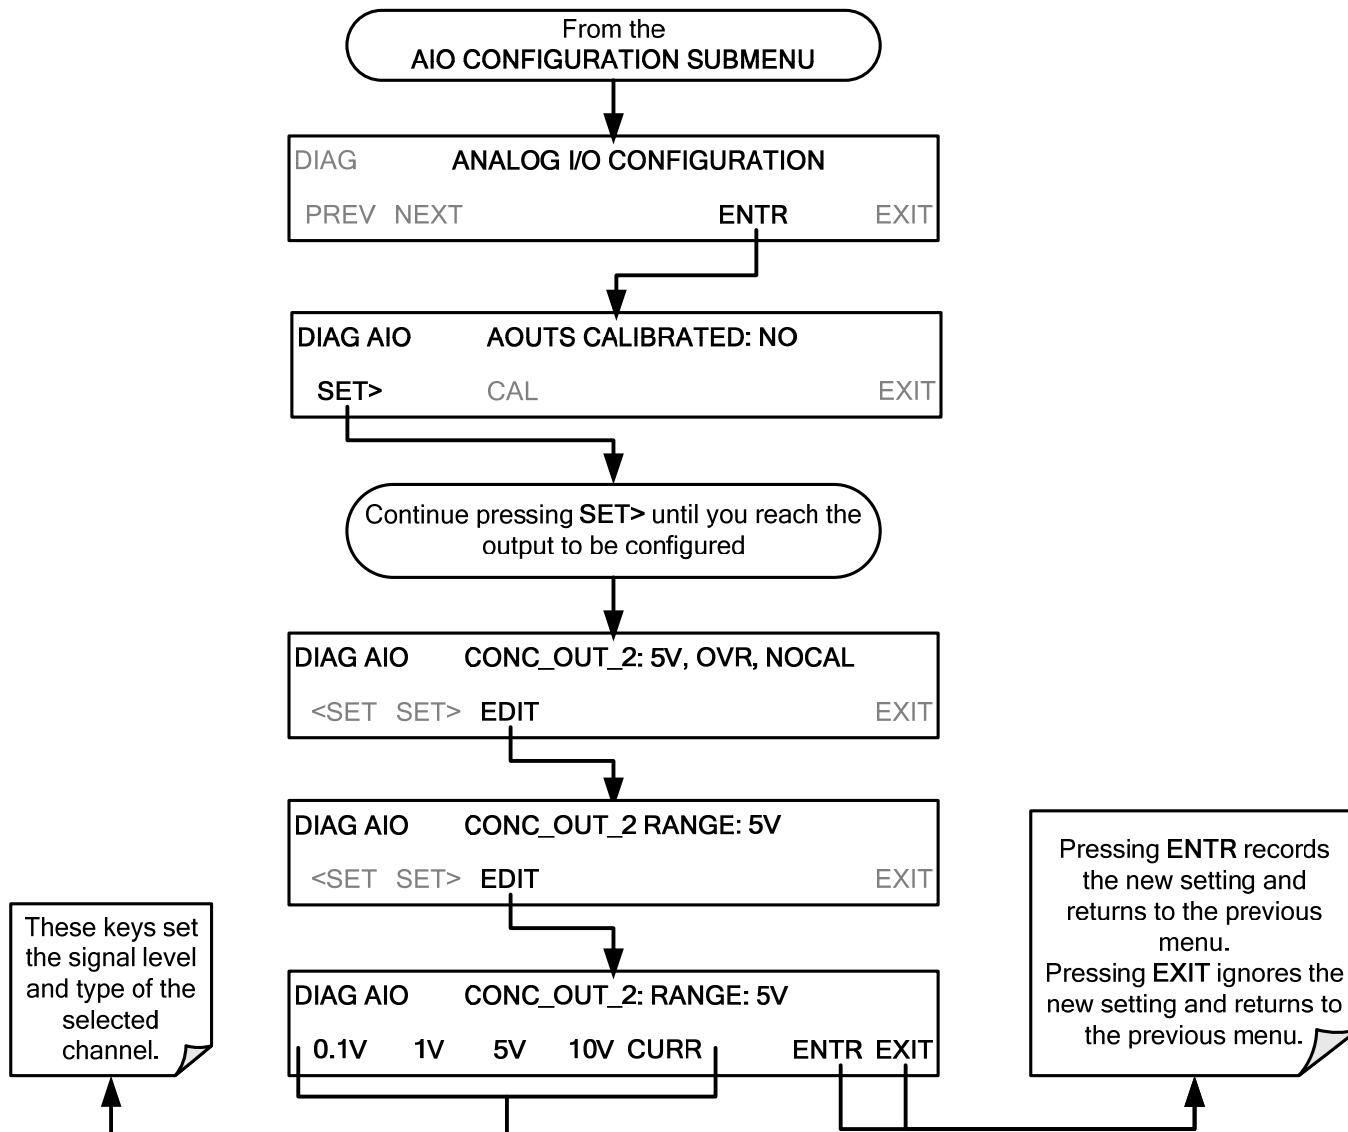 From the
AIO CONFIGURATION SUBMENU
DIAG ANALOG I/O CONFIGURATION
PREV NEXT ENTR EXIT
DIAG AIO AOUTS CALIBRATED: NO
SET> CAL EXIT
Continue pressing SET> until you reach the
output to be configured
DIAG AIO CONC_OUT_2: 5V, OVR, NOCAL
<SET SET> EDIT EXIT
DIAG AIO CONC_OUT_2 RANGE: 5V
<SET SET> EDIT EXIT
DIAG AIO CONC_OUT_2: RANGE: 5V
0.1V 1V 5V 10V CURR ENTR EXIT
These keys set
the signal level
and type of the
selected
channel.
Pressing ENTR records
the new setting and
returns to the previous
menu.
Pressing EXIT ignores the
new setting and returns to
the previous menu.